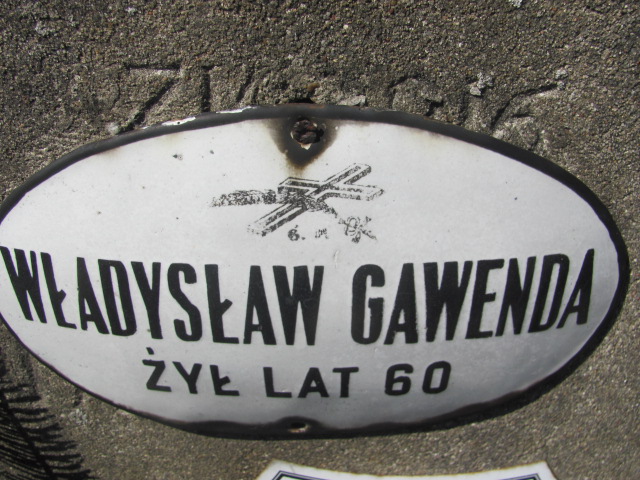 Ś. P.
WŁADYSŁAW GAWENDA
ŻYŁ LAT 60